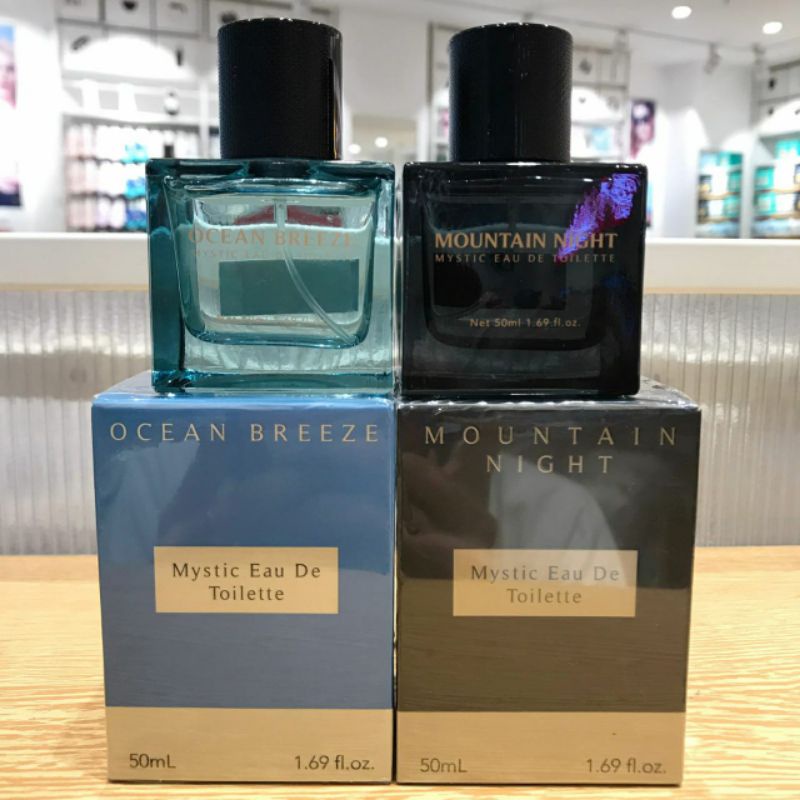 OCEAN BREEZE
MYSTIC EAU DE TOILETTE
MOUNTAIN NIGHT
MYSTIC EAU DE TOILETTE
Net 50ml 1.69 fl.oz.
OCEAN BREEZE
Mystic Eau De
Toilette
50mL 1.69 fl.oz.
MOUNTAIN
NIGHT
Mystic Eau De
Toilette
50mL 1.69 fl.oz.